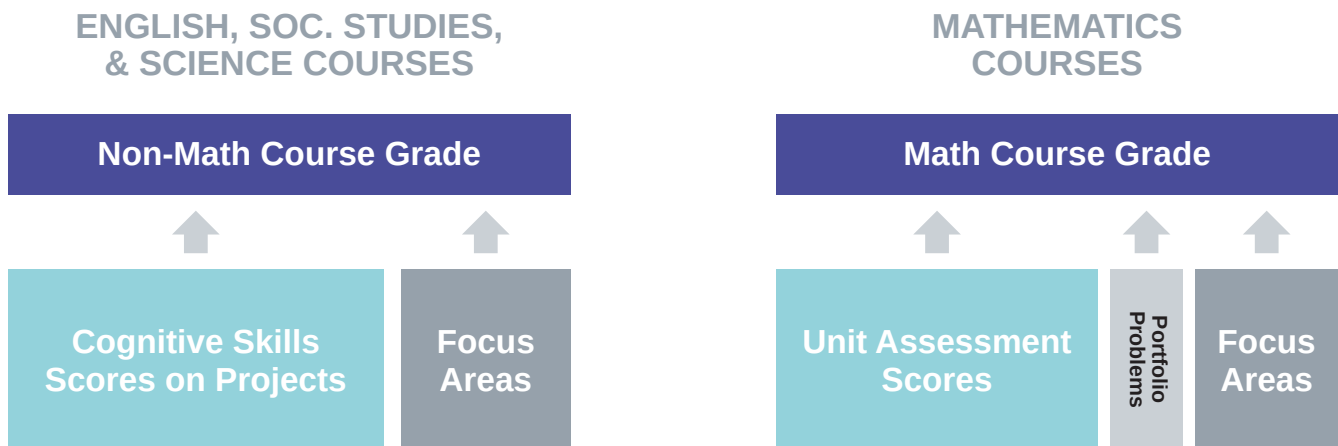 ENGLISH, SOC. STUDIES,
& SCIENCE COURSES
Non-Math Course Grade
Cognitive Skills
Scores on Projects
Focus
Areas
MATHEMATICS
COURSES
Math Course Grade
Unit Assessment
Scores
Portfolio
Problems
Focus
Areas